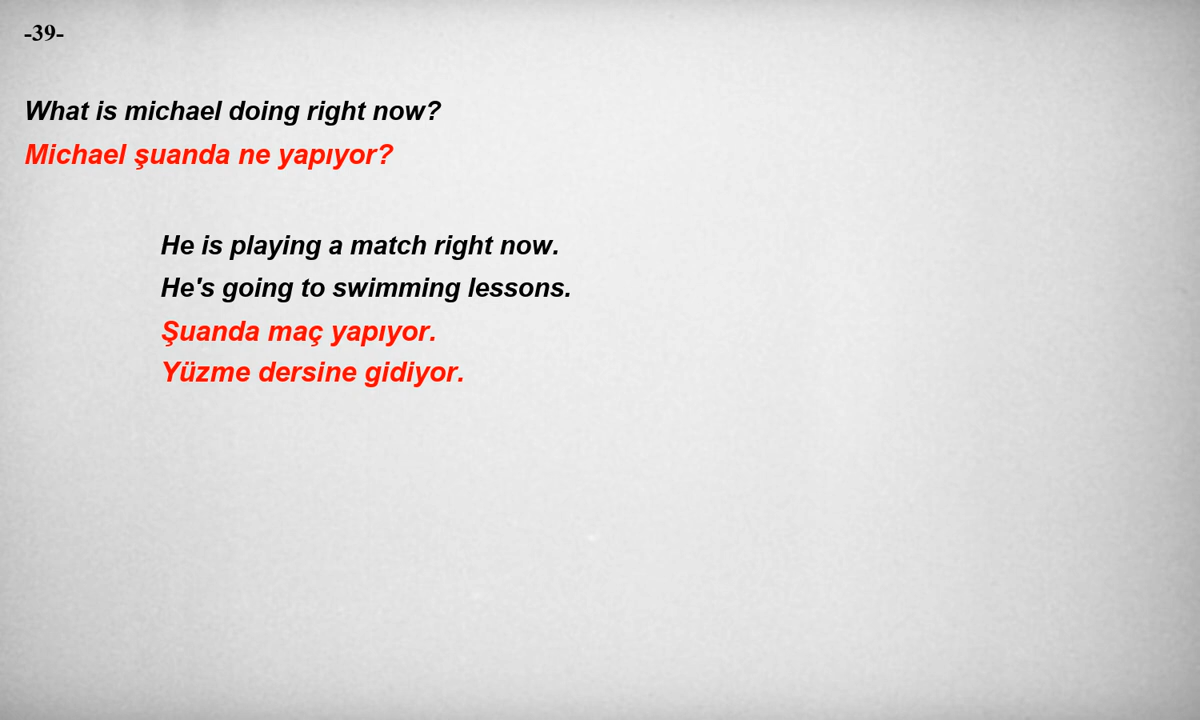 -39-
What is michael doing right now?
Michael şuanda ne yapıyor?
He is playing a match right now.
He's going to swimming lessons.
Şuanda maç yapıyor.
Yüzme dersine gidiyor.